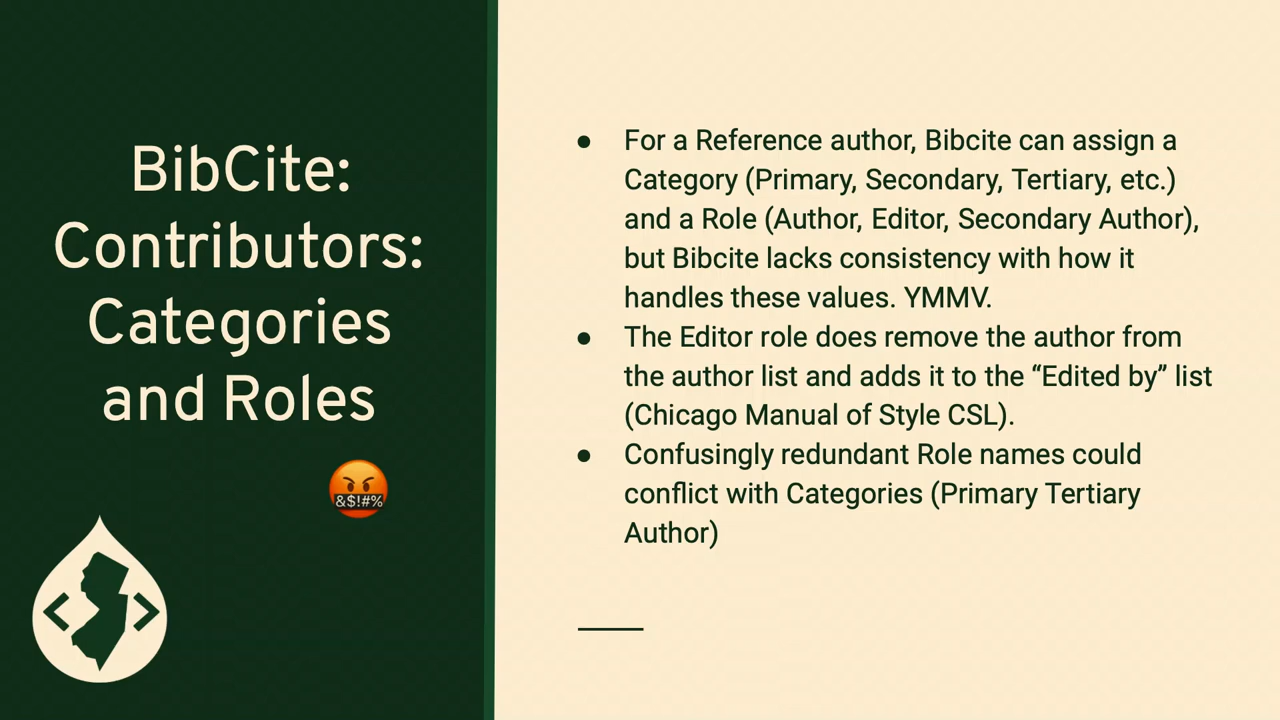 BibCite:
Contributors:
Categories
and Roles
&$!#%
< >
● For a Reference author, Bibcite can assign a
Category (Primary, Secondary, Tertiary, etc.)
and a Role (Author, Editor, Secondary Author),
but Bibcite lacks consistency with how it
handles these values. YMMV.
● The Editor role does remove the author from
the author list and adds it to the “Edited by” list
(Chicago Manual of Style CSL).
● Confusingly redundant Role names could
conflict with Categories (Primary Tertiary
Author)